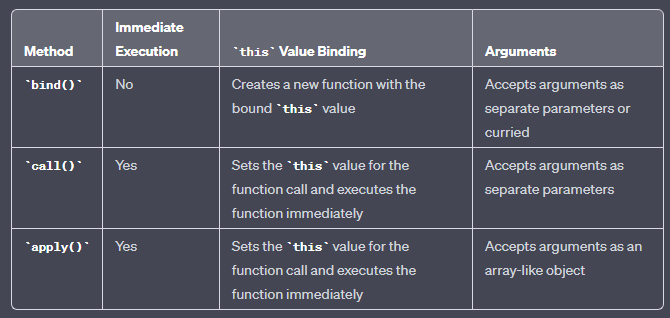 Immediate
Method Execution `this` Value Binding Arguments
`bind()` No Creates a new function with the Accepts arguments as
bound `this` value separate parameters or
curried
`call()` Yes Sets the `this` value for the Accepts arguments as
function call and executes the separate parameters
function immediately
`apply()` Yes Sets the `this` value for the Accepts arguments as an
function call and executes the array-like object
function immediately